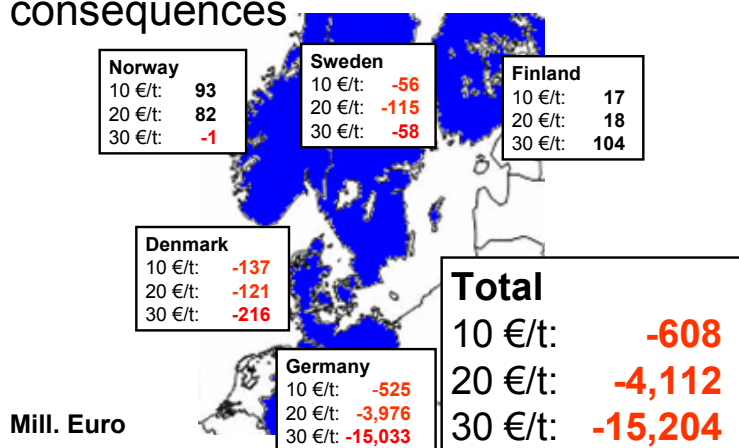 consequences
Norway
10 €/t: 93
20 €/t: 82
30 €/t: -1
Sweden
10 €/t: -56
20 €/t: -115
30 €/t: -58
Finland
10 €/t: 17
20 €/t: 18
30 €/t: 104
Denmark
10 €/t: -137
20 €/t: -121
30 €/t: -216
Germany
10 €/t: -525
20 €/t: -3,976
30 €/t: -15,033
Total
10 €/t: -608
20 €/t: -4,112
30 €/t: -15,204
Mill. Euro